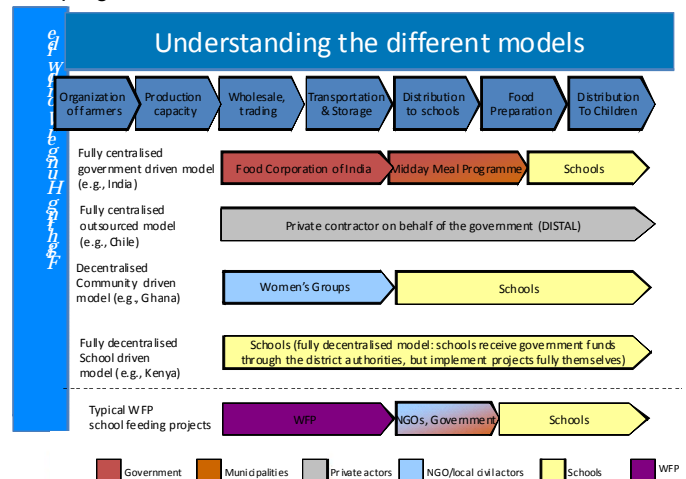 Understanding the different models
Fighting Hunger Worldwide
Organization
of farmers
Production
capacity
Wholesale,
trading
Transportation
& Storage
Distribution
to schools
Food
Preparation
Distribution
To Children
Fully centralised
government driven model
(e.g., India)
Food Corporation of India
Midday Meal Programme
Schools
Fully centralised
outsourced model
(e.g., Chile)
Private contractor on behalf of the government (DISTAL)
Decentralised
Community driven
model (e.g., Ghana)
Women's Groups
Schools
Fully decentralised
School driven
model (e.g., Kenya)
Schools (fully decentralised model: schools receive government funds
through the district authorities, but implement projects fully themselves)
Typical WFP
school feeding projects
WFP
NGOs, Government
Schools
Government
Municipalities
Private actors
NGO/local civil actors
Schools
WFP